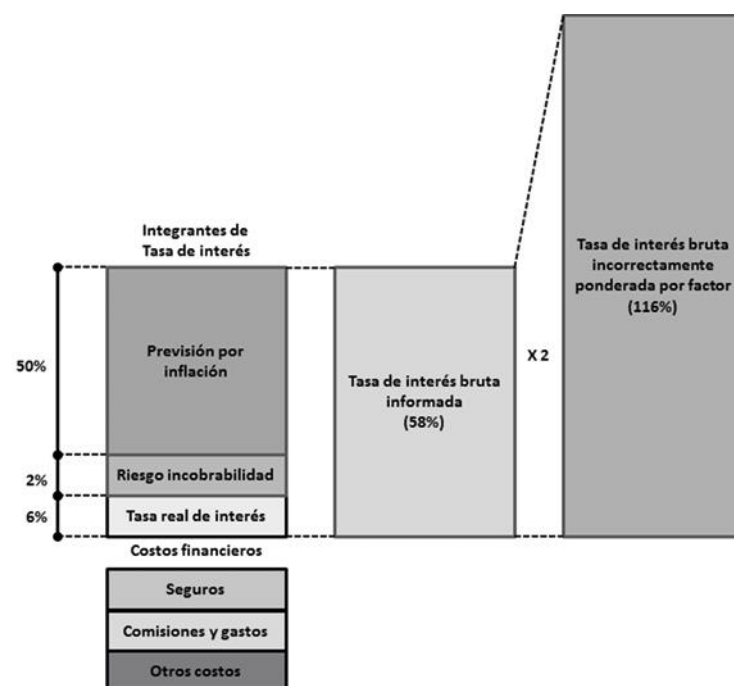 Integrantes de
Tasa de interés
50%
2%
6%
Previsión por
inflación
Riesgo incobrabilidad
Tasa real de interés
Costos financieros
Seguros
Comisiones y gastos
Otros costos
Tasa de interés bruta
informada
(58%)
X 2
Tasa de interés bruta
incorrectamente
ponderada por factor
(116%)